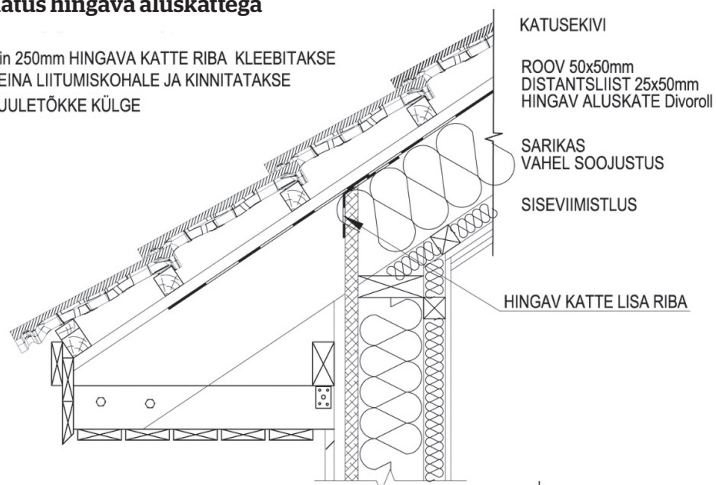 atus hingava aluskattega
in 250mm HINGAVA KATTE RIBA KLEEBITAKSE
EINA LIITUMISKOHALE JA KINNITATAKSE
UULETÕKKE KÜLGE
KATUSEKIVI
ROOV 50x50mm
DISTANTSLIIST 25x50mm
HINGAV ALUSKATE Divoroll
SARIKAS
VAHEL SOOJUSTUS
SISEVIIMISTLUS
HINGAV KATTE LISA RIBA